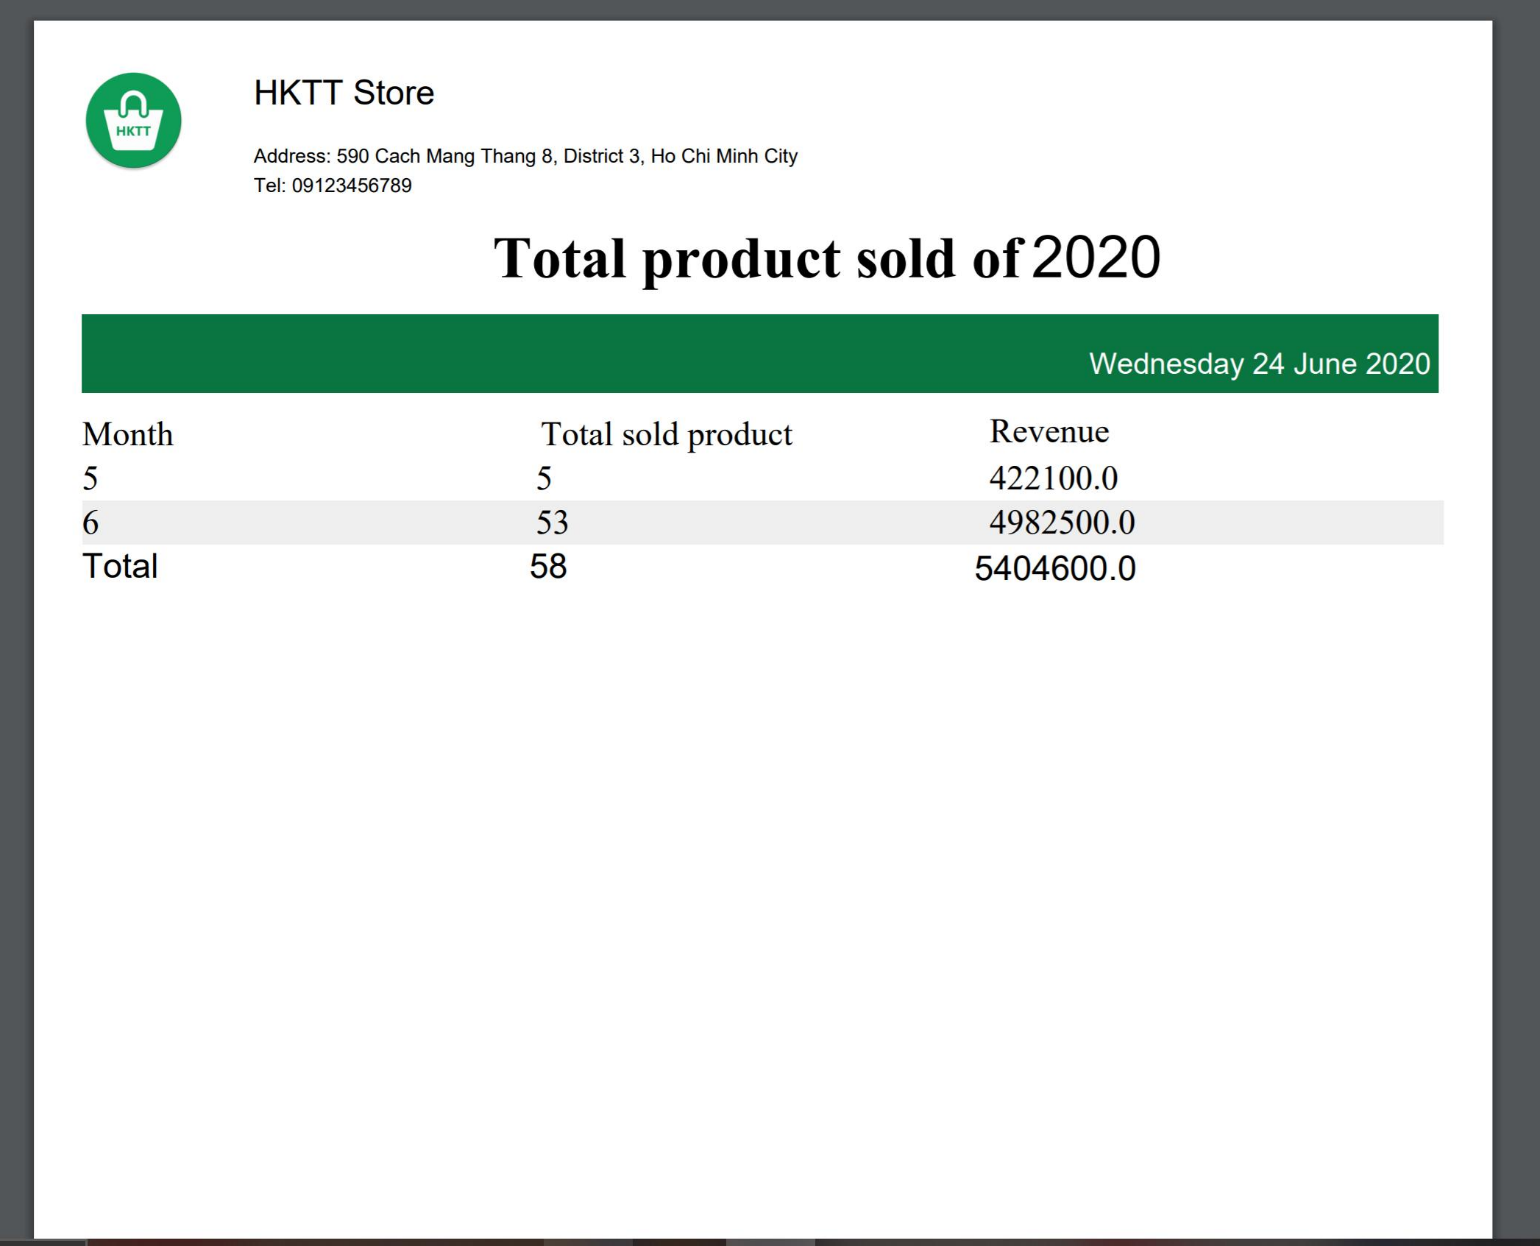 HKTT
HKTT Store
Address: 590 Cach Mang Thang 8, District 3, Ho Chi Minh City
Tel: 09123456789
Total product sold of 2020
Wednesday 24 June 2020
Month Total sold product Revenue
5 5 422100.0
6 53 4982500.0
Total 58 5404600.0